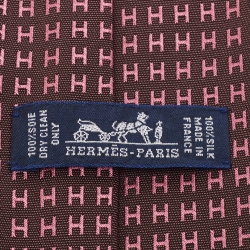 100%SOIE
DRY CLEAN
ONLY
HERMES-PARIS
100%SILK
MADE IN
FRANCE